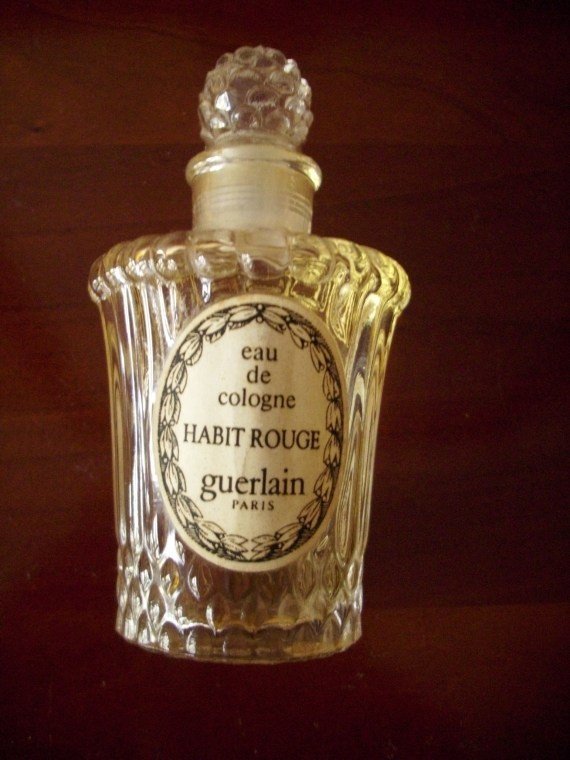 eau
de
cologne
HABIT ROUGE
guerlain
PARIS